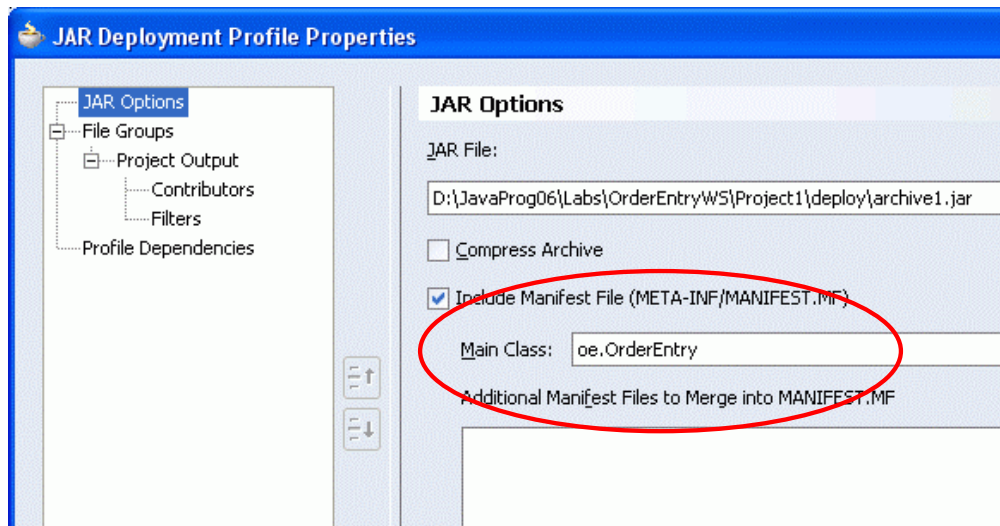 JAR Deployment Profile Properties
JAR Options
File Groups
Project Output
Contributors
Filters
Profile Dependencies
JAR Options
JAR File:
D:\JavaProg06\Labs\OrderEntryWS\Project1\deploy\archive1.jar
Compress Archive
Include Manifest File (META-INF/MANIFEST.MF)
Main Class: oe.OrderEntry
Additional Manifest Files to Merge into MANIFEST.MF